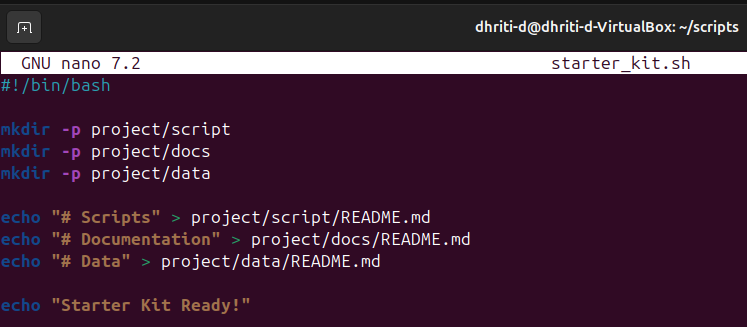 dhriti-d@dhriti-d-VirtualBox: ~/scripts
GNU nano 7.2 starter_kit.sh
#!/bin/bash
mkdir -p project/script
mkdir -p project/docs
mkdir -p project/data
echo "# Scripts" > project/script/README.md
echo "# Documentation" > project/docs/README.md
echo "# Data" > project/data/README.md
echo "Starter Kit Ready!"